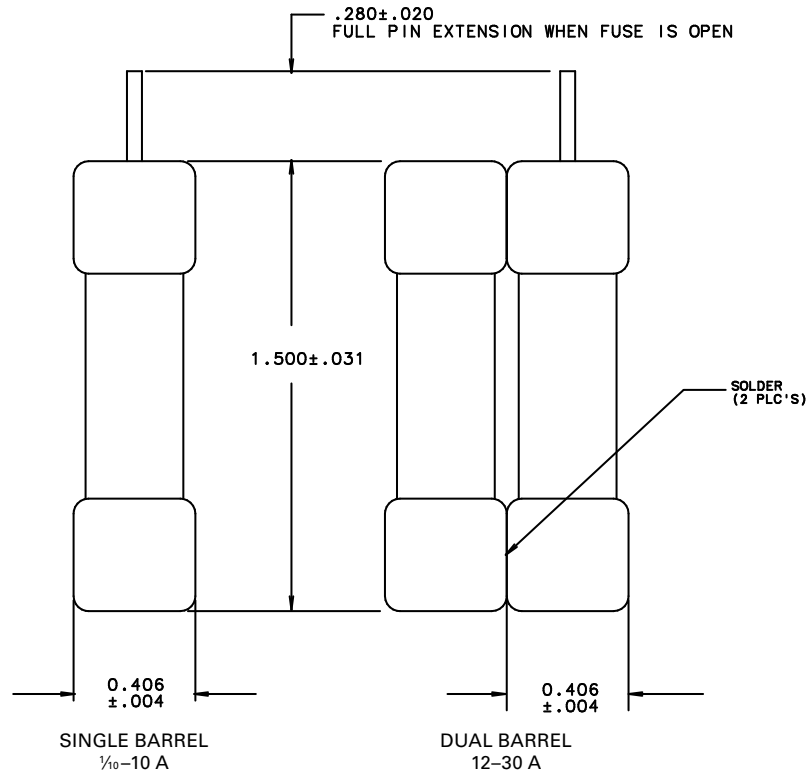 .280±.020
FULL PIN EXTENSION WHEN FUSE IS OPEN
1.500±.031
SOLDER
(2 PLC'S)
0.406
±.004
0.406
±.004
SINGLE BARREL
⅒–10 A
DUAL BARREL
12–30 A